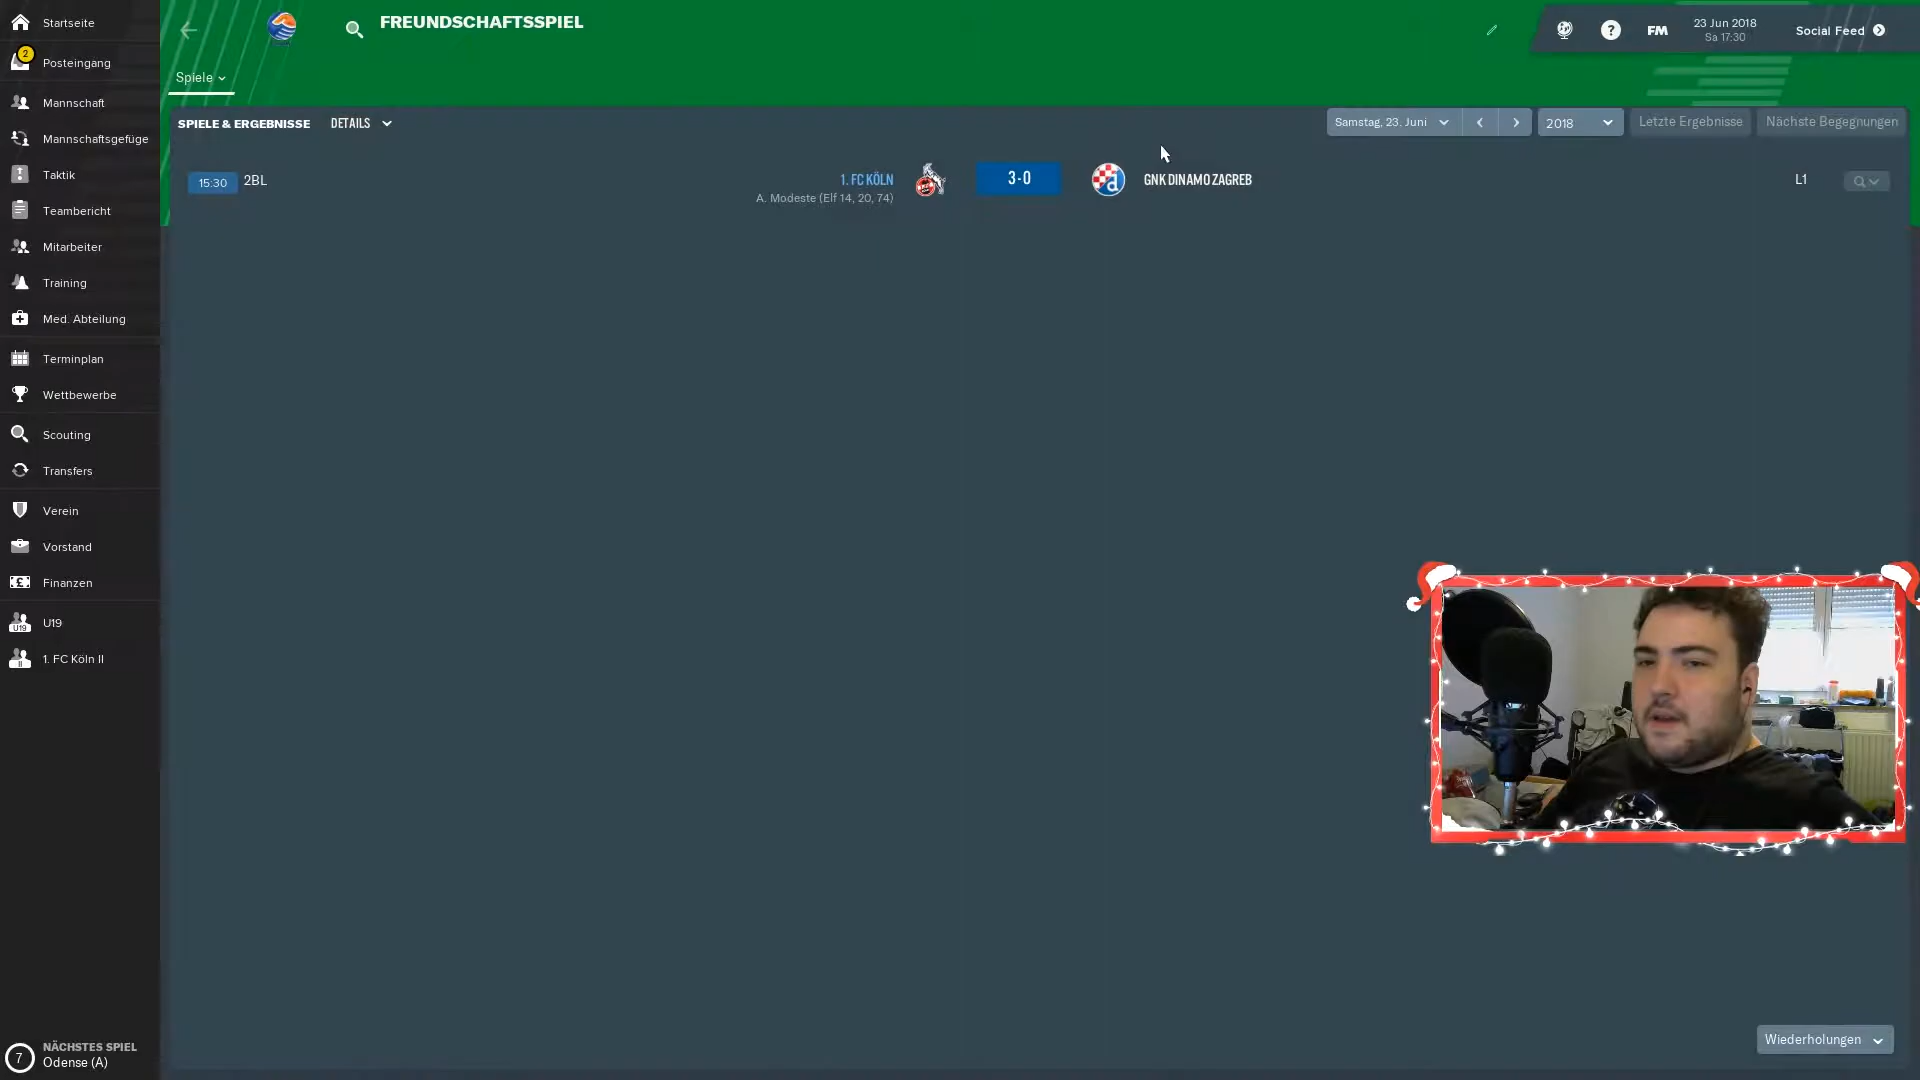 Startseite
2
Posteingang
Mannschaft
Mannschaftsgefüge
Taktik
Teambericht
Mitarbeiter
Training
Med. Abteilung
Terminplan
Wettbewerbe
Scouting
Transfers
Verein
Vorstand
Finanzen
U19
U19
1. FC Köln II
II
7
NÄCHSTES SPIEL
Odense (A)
FREUNDSCHAFTSSPIEL
?
FM
23 Jun 2018
Sa 17:30
Social Feed
Spiele
SPIELE & ERGEBNISSE
DETAILS
Samstag, 23. Juni
2018
Letzte Ergebnisse
Nächste Begegnungen
15:30 2BL
1. FC KÖLN
3-0
GNK DINAMO ZAGREB
L1
A. Modeste (Elf 14, 20, 74)
Wiederholungen